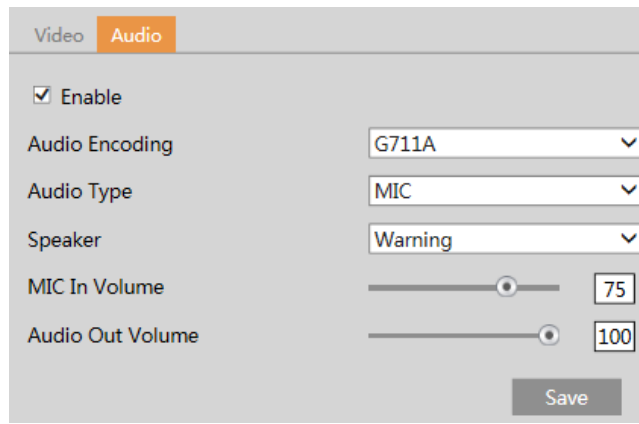 Video Audio
Enable
Audio Encoding G711A
Audio Type MIC
Speaker Warning
MIC In Volume 75
Audio Out Volume 100
Save